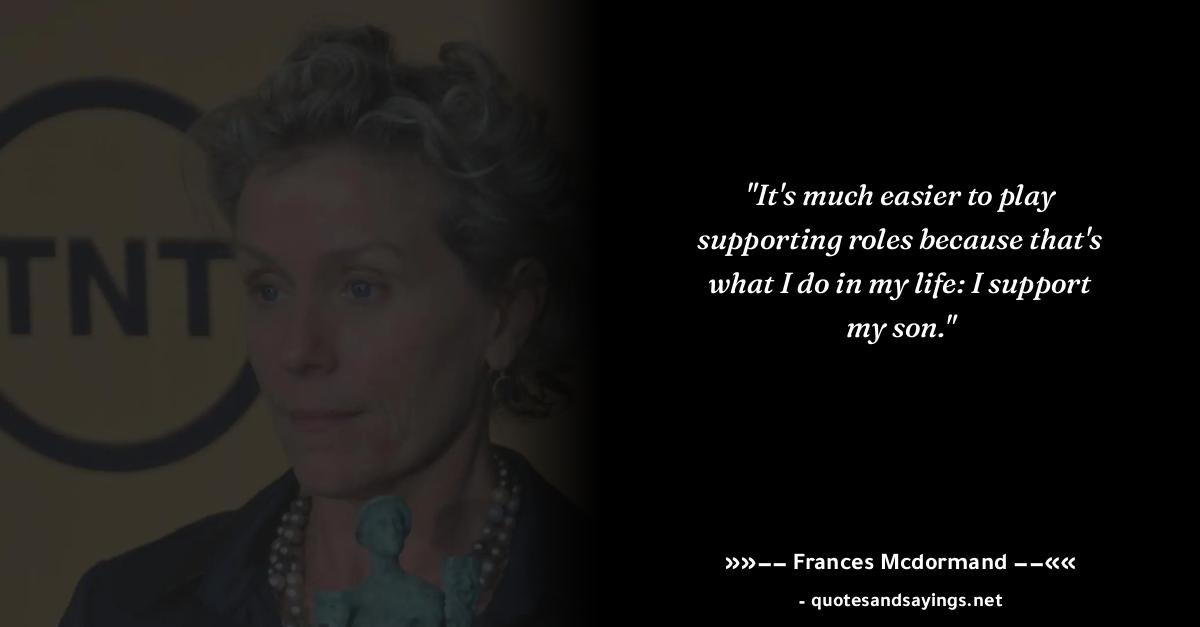 TNT
"It's much easier to play
supporting roles because that's
what I do in my life: I support
my son."
»»–– Frances Mcdormand ––««
- quotesandsayings.net